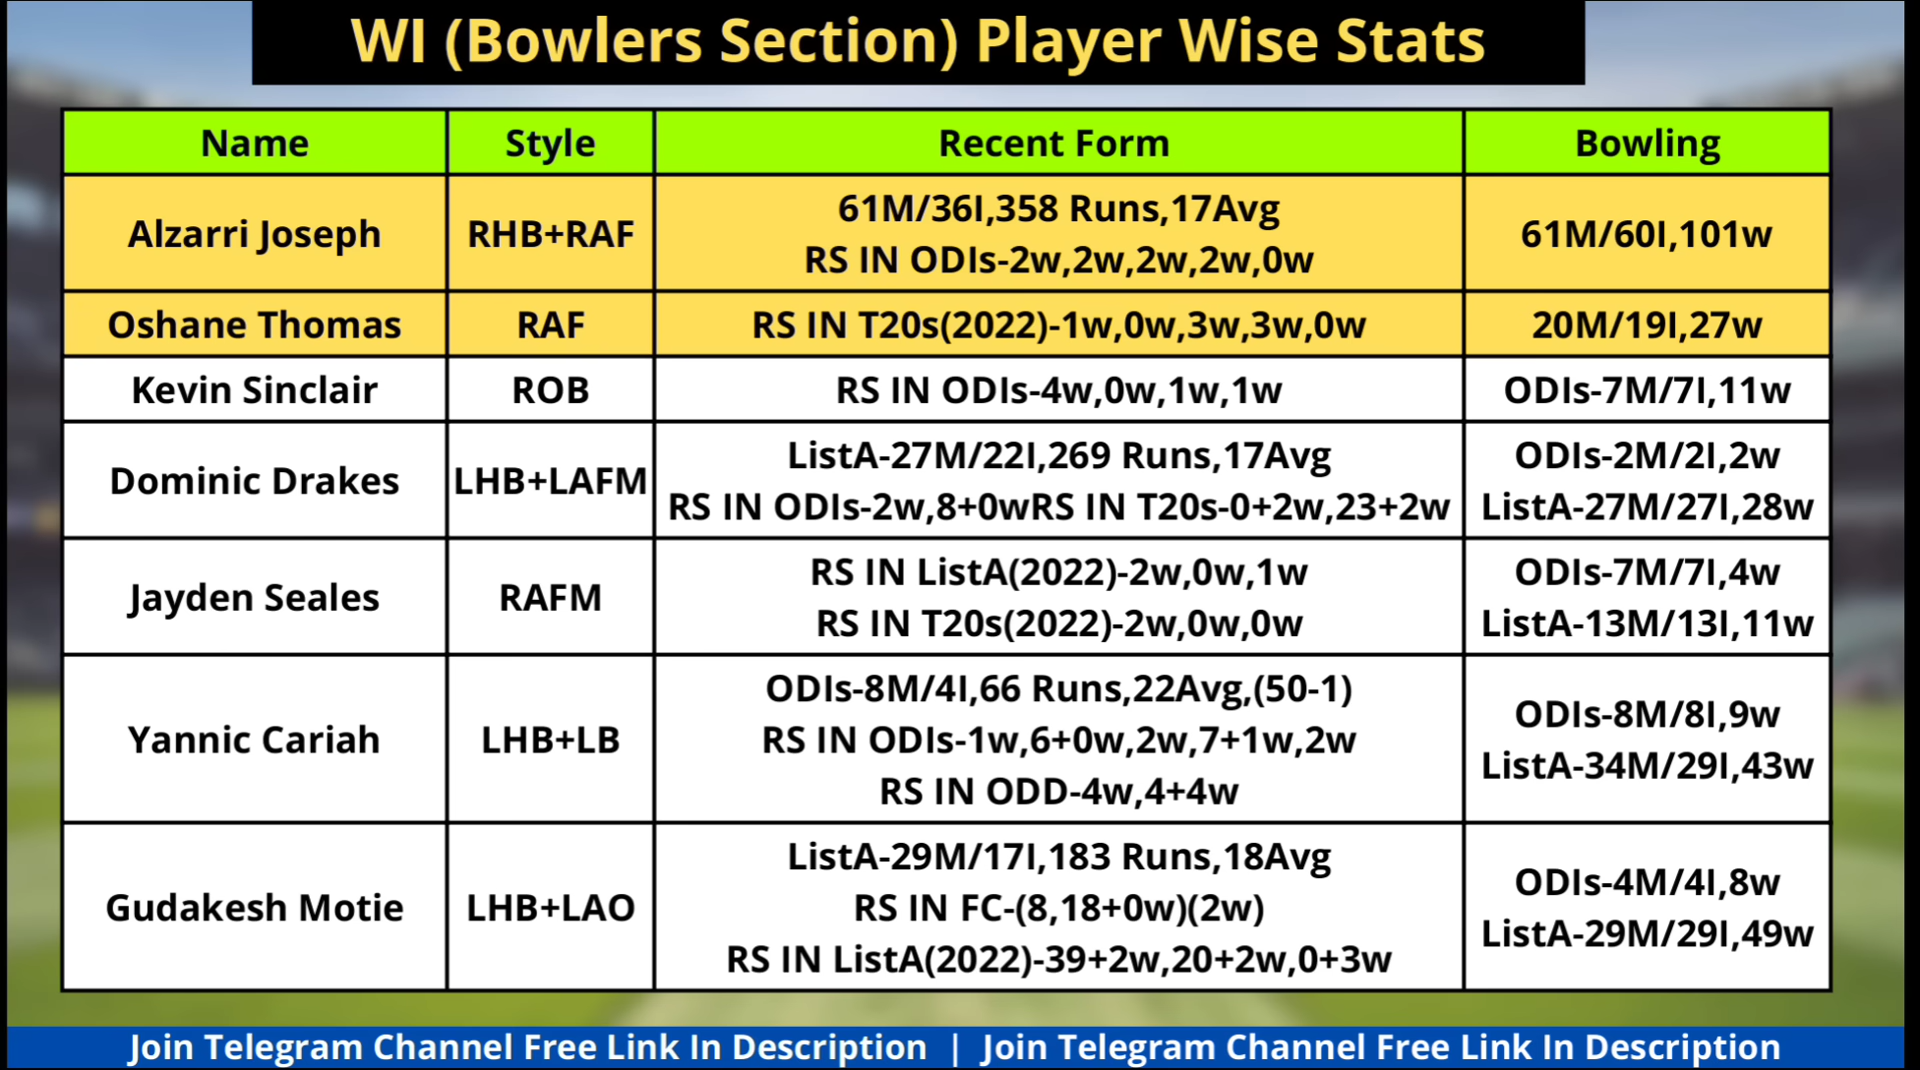 WI (Bowlers Section) Player Wise Stats
Name Style Recent Form Bowling
Alzarri Joseph RHB+RAF 61M/36I,358 Runs,17Avg
RS IN ODIs-2w,2w,2w,2w,0w 61M/60I,101w
Oshane Thomas RAF RS IN T20s(2022)-1w,0w,3w,3w,0w 20M/19I,27w
Kevin Sinclair ROB RS IN ODIs-4w,0w,1w,1w ODIs-7M/7I,11w
Dominic Drakes LHB+LAFM ListA-27M/22I,269 Runs,17Avg
RS IN ODIs-2w,8+0wRS IN T20s-0+2w,23+2w ODIs-2M/2I,2w
ListA-27M/27I,28w
Jayden Seales RAFM RS IN ListA(2022)-2w,0w,1w
RS IN T20s(2022)-2w,0w,0w ODIs-7M/7I,4w
ListA-13M/13I,11w
Yannic Cariah LHB+LB ODIs-8M/4I,66 Runs,22Avg,(50-1)
RS IN ODIs-1w,6+0w,2w,7+1w,2w
RS IN ODD-4w,4+4w ODIs-8M/8I,9w
ListA-34M/29I,43w
Gudakesh Motie LHB+LAO ListA-29M/17I,183 Runs,18Avg
RS IN FC-(8,18+0w)(2w)
RS IN ListA(2022)-39+2w,20+2w,0+3w ODIs-4M/4I,8w
ListA-29M/29I,49w
Join Telegram Channel Free Link In Description | Join Telegram Channel Free Link In Description